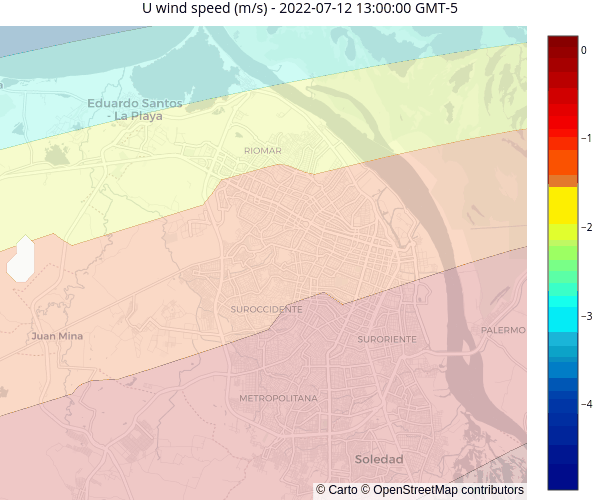 U wind speed (m/s) - 2022-07-12 13:00:00 GMT-5
0
Eduardo Santos
- La Playa
−1
RIOMAR
−2
SUROCCIDENTE
−3
PALERMO
Juan Mina
SURORIENTE
METROPOLITANA
−4
Soledad
© Carto © OpenStreetMap contributors